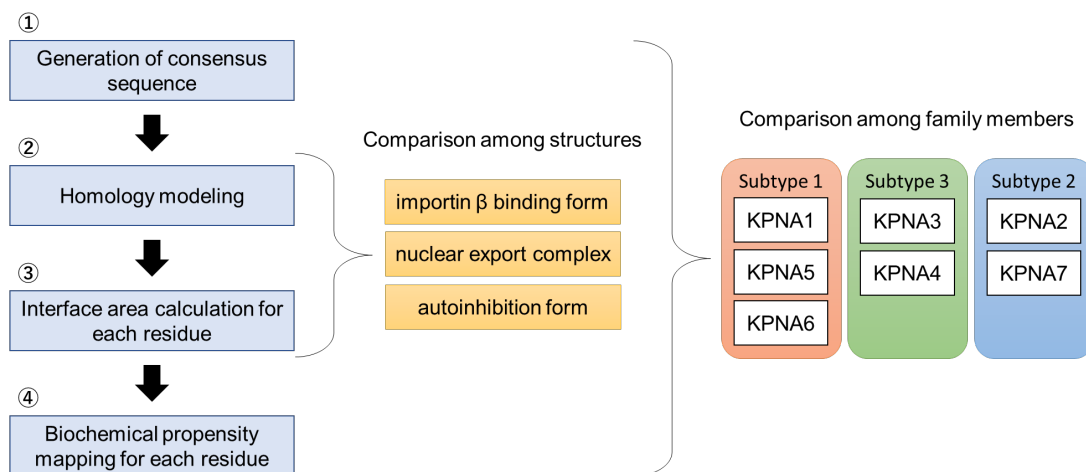 ①
Generation of consensus
sequence
②
Homology modeling
③
Interface area calculation for
each residue
④
Biochemical propensity
mapping for each residue
Comparison among structures
importin β binding form
nuclear export complex
autoinhibition form
Comparison among family members
Subtype 1
KPNA1
KPNA5
KPNA6
Subtype 3
KPNA3
KPNA4
Subtype 2
KPNA2
KPNA7